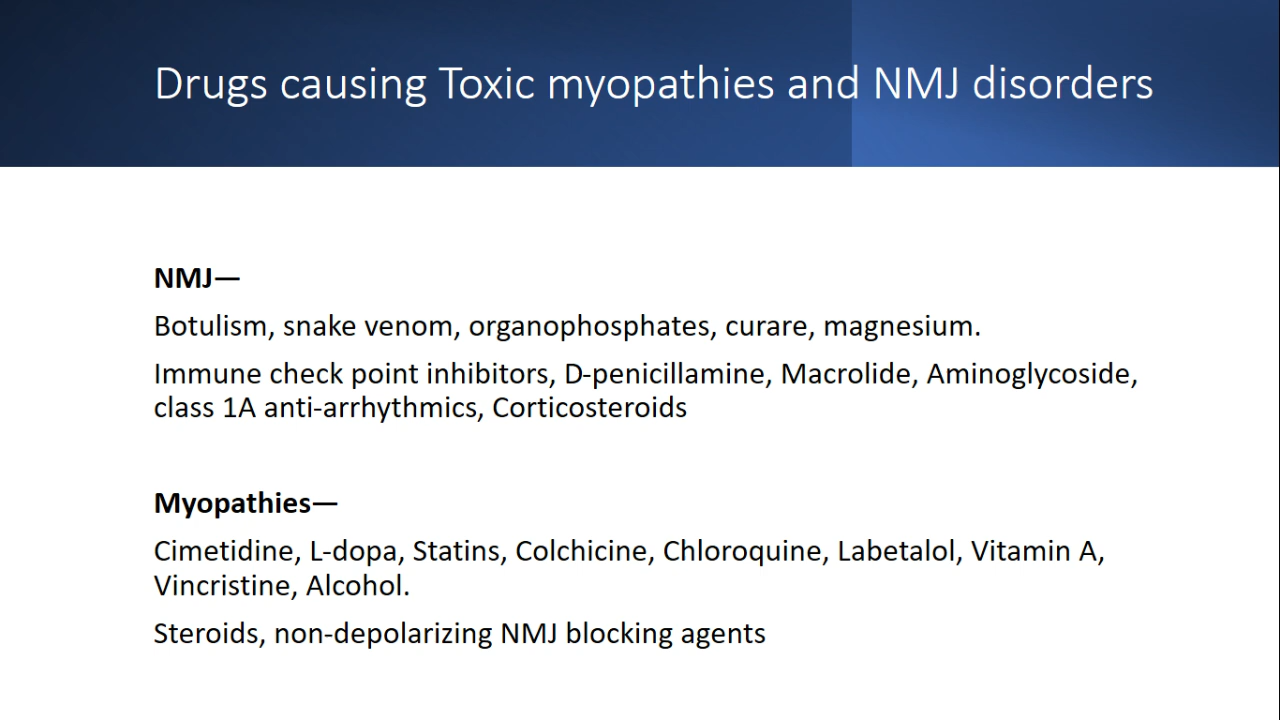 Drugs causing Toxic myopathies and NMJ disorders
NMJ—
Botulism, snake venom, organophosphates, curare, magnesium.
Immune check point inhibitors, D-penicillamine, Macrolide, Aminoglycoside,
class 1A anti-arrhythmics, Corticosteroids
Myopathies—
Cimetidine, L-dopa, Statins, Colchicine, Chloroquine, Labetalol, Vitamin A,
Vincristine, Alcohol.
Steroids, non-depolarizing NMJ blocking agents